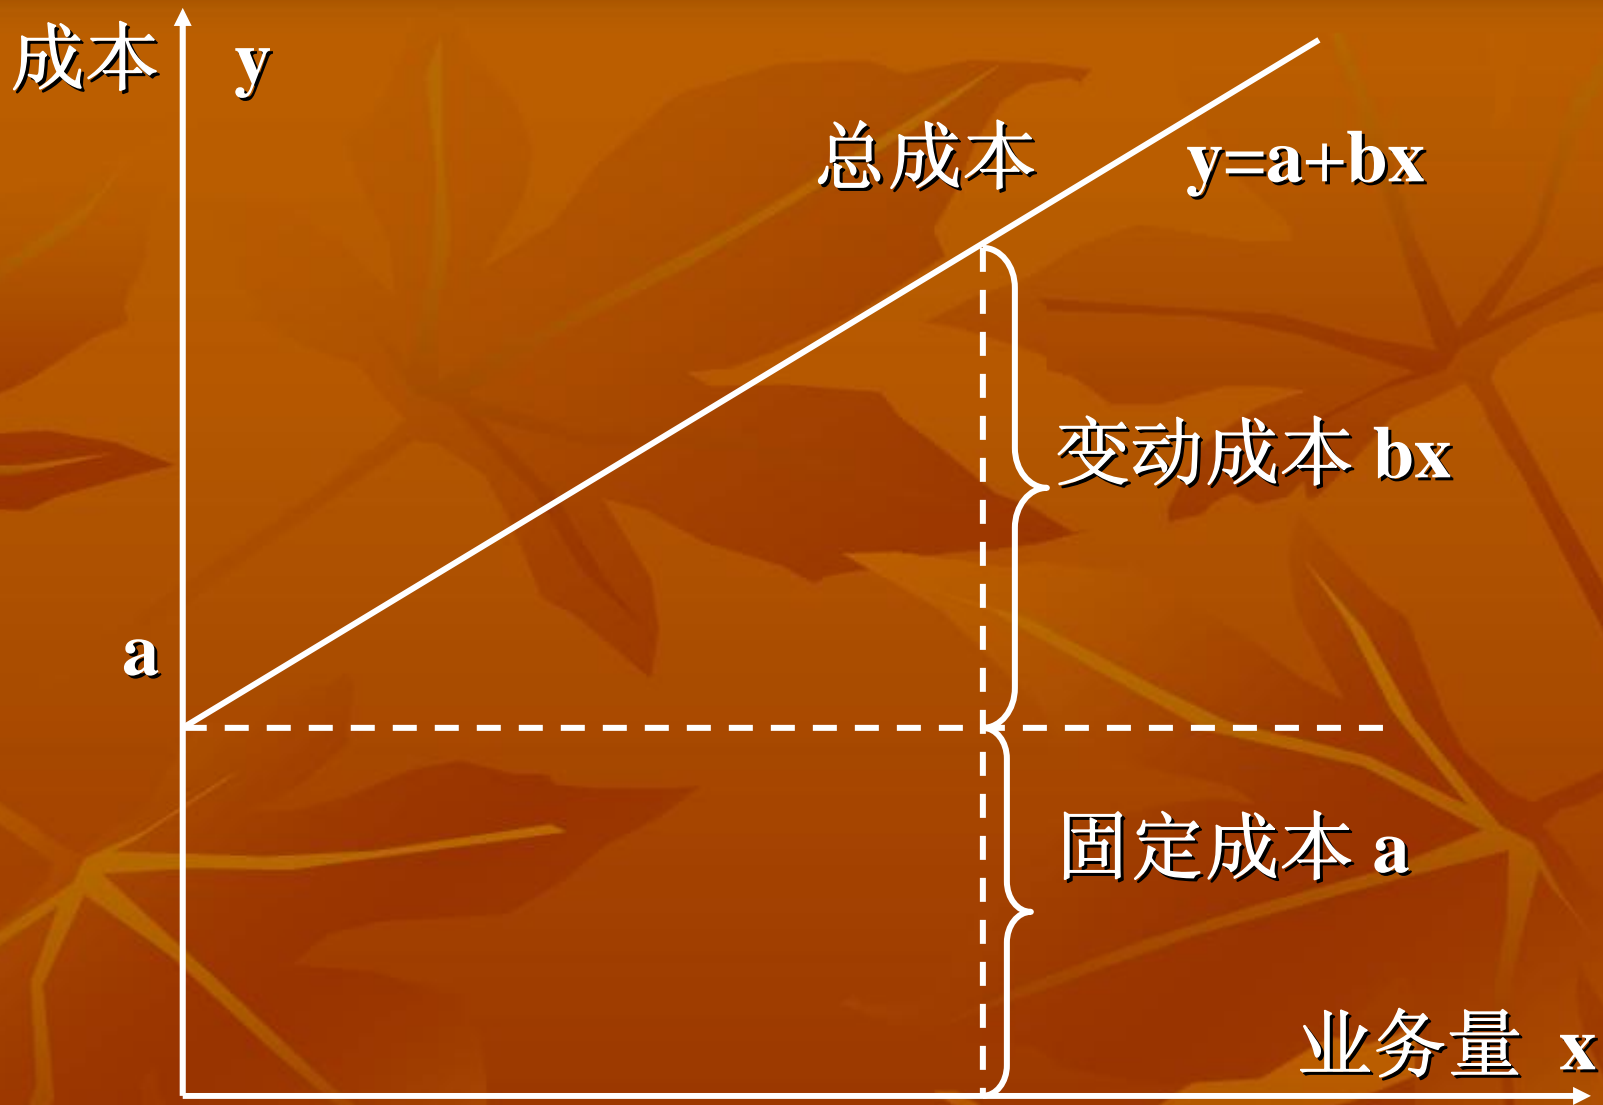 成本 y
总成本 y=a+bx
变动成本 bx
a
固定成本 a
业务量 x